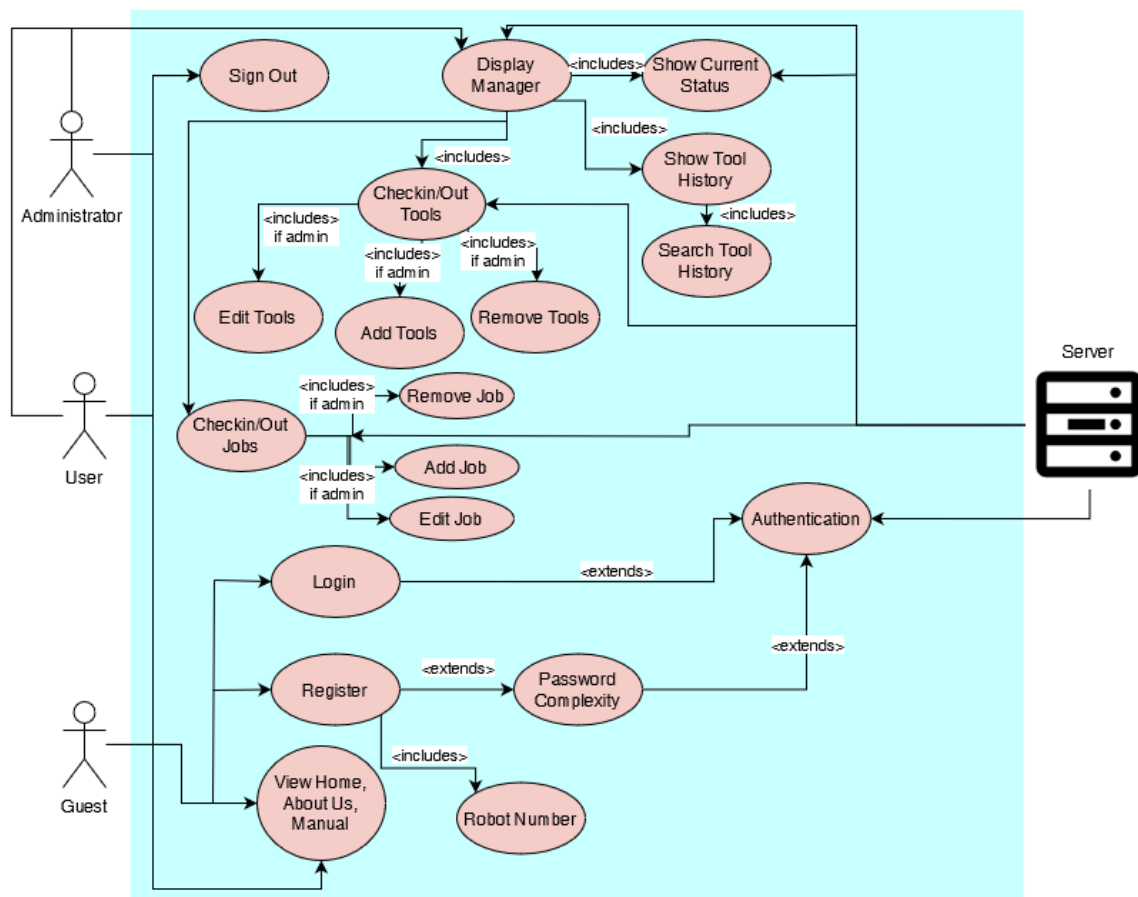 Sign Out
Display
Manager
<includes>
Show Current
Status
Administrator
<includes>
<includes>
Show Tool
History
Checkin/Out
Tools
<includes>
<includes>
if admin
<includes>
if admin
<includes>
if admin
Search Tool
History
Edit Tools
Add Tools
Remove Tools
Server
User
<includes>
if admin
Remove Job
Checkin/Out
Jobs
<includes>
if admin
Add Job
Edit Job
Authentication
Login
<extends>
Register
<extends>
Password
Complexity
<extends>
Guest
View Home,
About Us,
Manual
<includes>
Robot Number